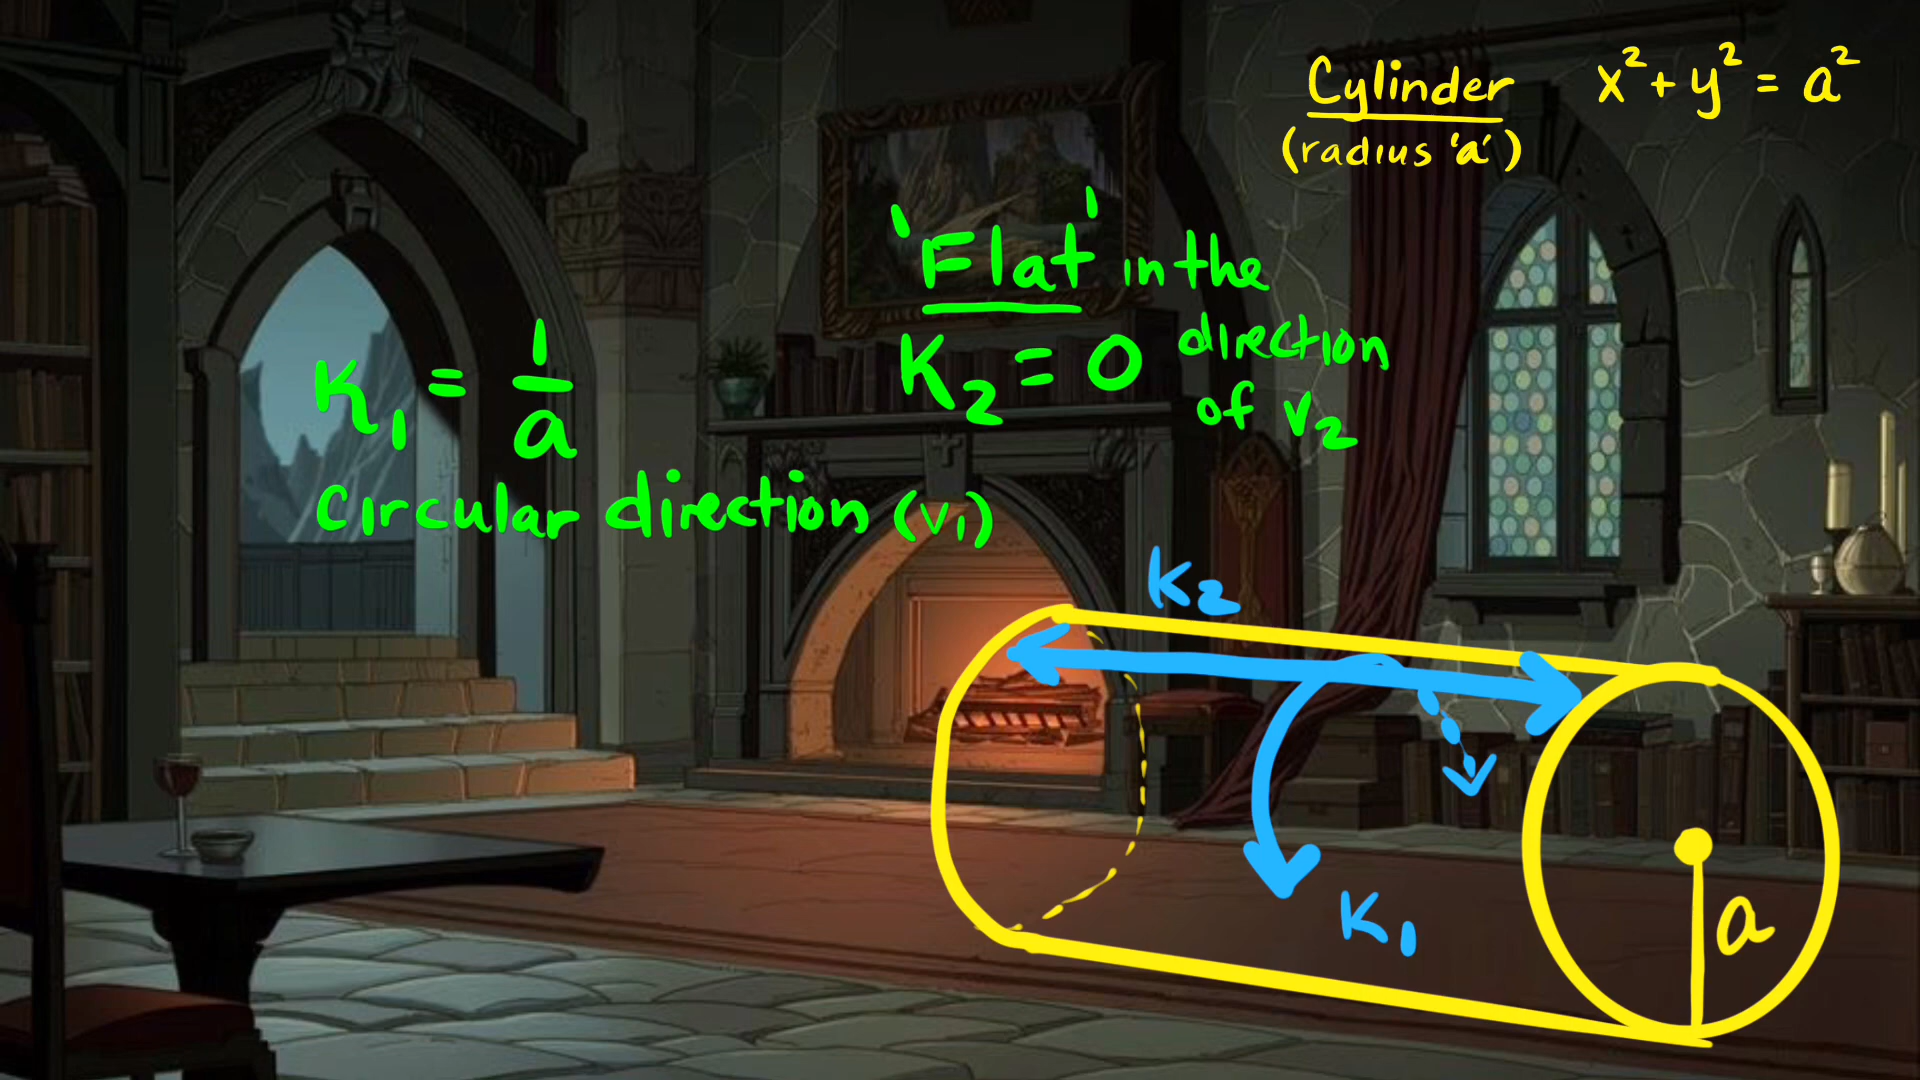 Cylinder x² + y² = a²
(radius 'a')
'Flat' in the
K₂ = 0 direction
of v₂
K₁ = 1/a
circular direction (v₁)
K₂
K₁
a